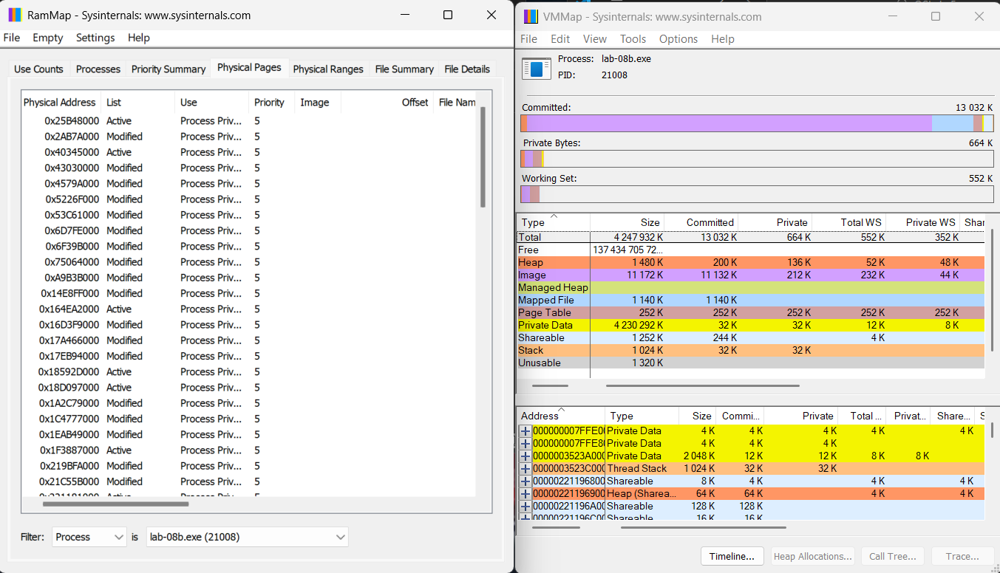 RamMap - Sysinternals: www.sysinternals.com
File Empty Settings Help
Use Counts Processes Priority Summary Physical Pages Physical Ranges File Summary File Details
Physical Address List Use Priority Image Offset File Nam
0x25B48000 Active Process Priv... 5
0x2AB7A000 Modified Process Priv... 5
0x40345000 Active Process Priv... 5
0x43030000 Modified Process Priv... 5
0x4579A000 Modified Process Priv... 5
0x5226F000 Modified Process Priv... 5
0x53C61000 Modified Process Priv... 5
0x6D7FE000 Modified Process Priv... 5
0x6F39B000 Modified Process Priv... 5
0x75064000 Modified Process Priv... 5
0xA9B3B000 Modified Process Priv... 5
0x14E8FF000 Modified Process Priv... 5
0x164EA2000 Active Process Priv... 5
0x16D3F9000 Modified Process Priv... 5
0x17A466000 Modified Process Priv... 5
0x17EB94000 Modified Process Priv... 5
0x18592D000 Active Process Priv... 5
0x18D097000 Active Process Priv... 5
0x1A2C79000 Modified Process Priv... 5
0x1C4777000 Modified Process Priv... 5
0x1EAB49000 Modified Process Priv... 5
0x1F3887000 Active Process Priv... 5
0x219BFA000 Modified Process Priv... 5
0x21C55B000 Modified Process Priv... 5
Filter: Process is lab-08b.exe (21008)
VMMap - Sysinternals: www.sysinternals.com
File Edit View Tools Options Help
Process: lab-08b.exe
PID: 21008
Committed: 13 032 K
Private Bytes: 664 K
Working Set: 552 K
Type Size Committed Private Total WS Private WS Shar
Total 4 247 932 K 13 032 K 664 K 552 K 352 K
Free 137 434 705 72...
Heap 1 480 K 200 K 136 K 52 K 48 K
Image 11 172 K 11 132 K 212 K 232 K 44 K
Managed Heap
Mapped File 1 140 K 1 140 K
Page Table 252 K 252 K 252 K 252 K 252 K
Private Data 4 230 292 K 32 K 32 K 12 K 8 K
Shareable 1 252 K 244 K 4 K
Stack 1 024 K 32 K 32 K
Unusable 1 320 K
Address Type Size Commi... Private Total ... Privat... Share... S
000000007FFE0 Private Data 4 K 4 K 4 K 4 K 4 K
000000007FFE8 Private Data 4 K 4 K 4 K
0000003523A000 Private Data 2 048 K 12 K 12 K 8 K 8 K
0000003523C000 Thread Stack 1 024 K 32 K 32 K
00000221196800 Shareable 8 K 4 K 4 K 4 K
00000221196900 Heap (Sharea... 64 K 64 K 4 K 4 K
00000221196A00 Shareable 128 K 128 K
00000221196C00 Shareable 16 K 16 K
Timeline... Heap Allocations... Call Tree... Trace...